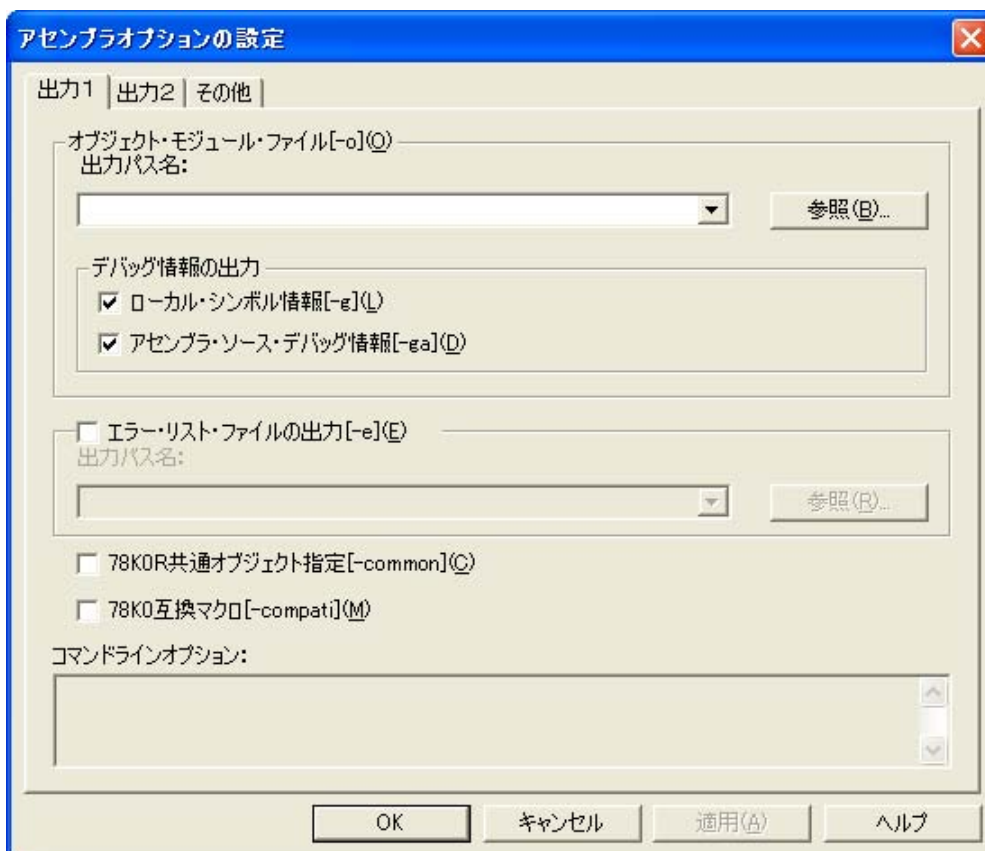 アセンブラオプションの設定
出力1 出力2 その他
オブジェクト・モジュール・ファイル[-o](O)
出力パス名:
参照(B)...
デバッグ情報の出力
ローカル・シンボル情報[-g](L)
アセンブラ・ソース・デバッグ情報[-ga](D)
エラー・リスト・ファイルの出力[-e](E)
出力パス名:
参照(R)...
78K0R共通オブジェクト指定[-common](C)
78K0互換マクロ[-compati](M)
コマンドラインオプション:
OK キャンセル 適用(A) ヘルプ